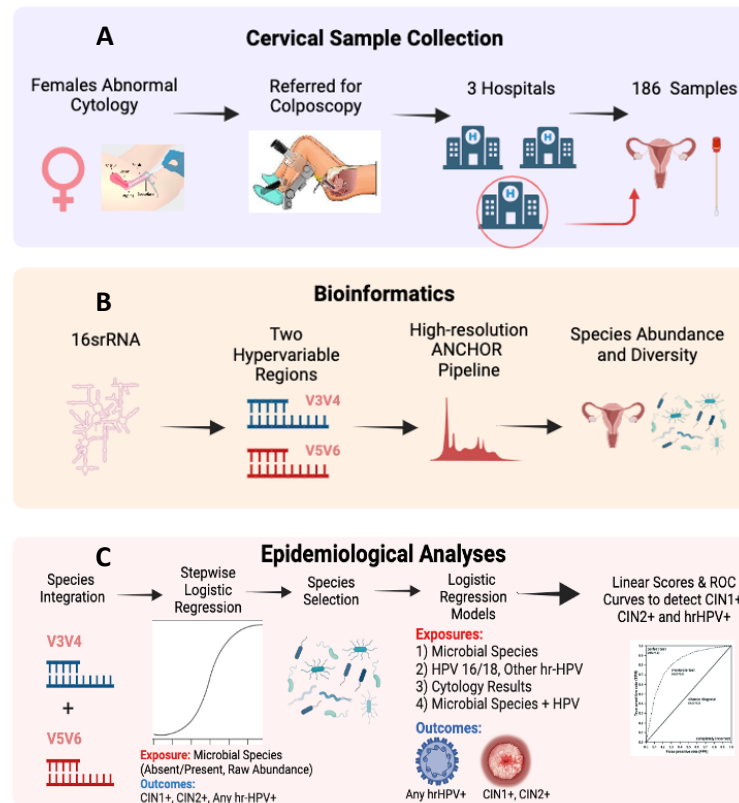 A
Cervical Sample Collection
Females Abnormal
Cytology
Referred for
Colposcopy
3 Hospitals
186 Samples
H
H
H
B
Bioinformatics
16srRNA
Two
Hypervariable
Regions
V3V4
V5V6
High-resolution
ANCHOR
Pipeline
Species Abundance
and Diversity
C
Epidemiological Analyses
Species
Integration
V3V4
+
V5V6
Stepwise
Logistic
Regression
Exposure: Microbial Species
(Absent/Present, Raw Abundance)
Outcomes:
CIN1+, CIN2+, Any hr-HPV+
Species
Selection
Logistic
Regression
Models
Exposures:
1) Microbial Species
2) HPV 16/18, Other hr-HPV
3) Cytology Results
4) Microbial Species + HPV
Outcomes:
Any hrHPV+
CIN1+, CIN2+
Linear Scores & ROC
Curves to detect CIN1+
CIN2+ and hrHPV+